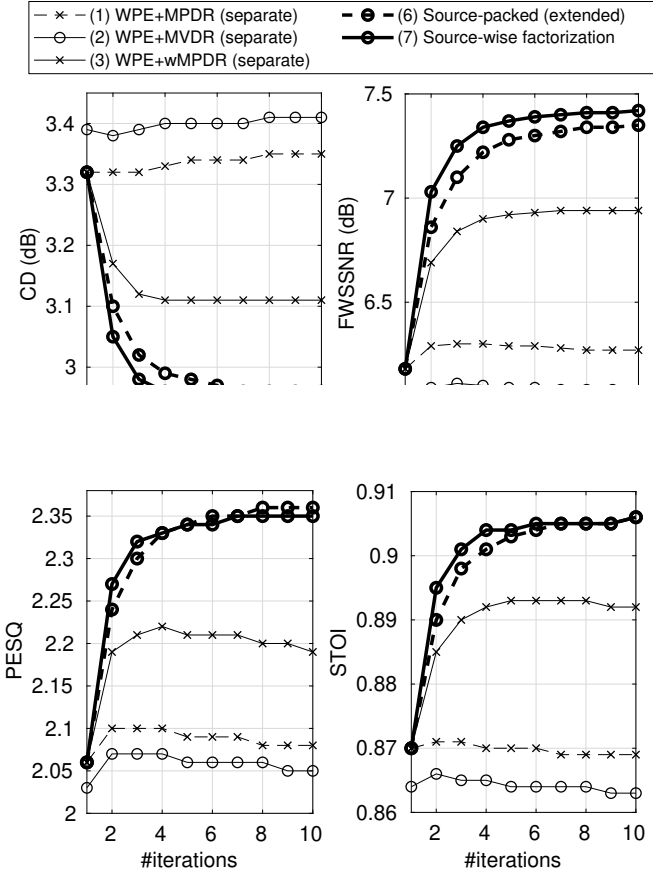 (1) WPE+MPDR (separate)
(2) WPE+MVDR (separate)
(3) WPE+wMPDR (separate)
(6) Source-packed (extended)
(7) Source-wise factorization
3.4
3.3
3.2
3.1
3
CD (dB)
7.5
7
6.5
FWSSNR (dB)
2.35
2.3
2.25
2.2
2.15
2.1
2.05
2
PESQ
2
4
6
8
10
#iterations
0.91
0.9
0.89
0.88
0.87
0.86
STOI
2
4
6
8
10
#iterations